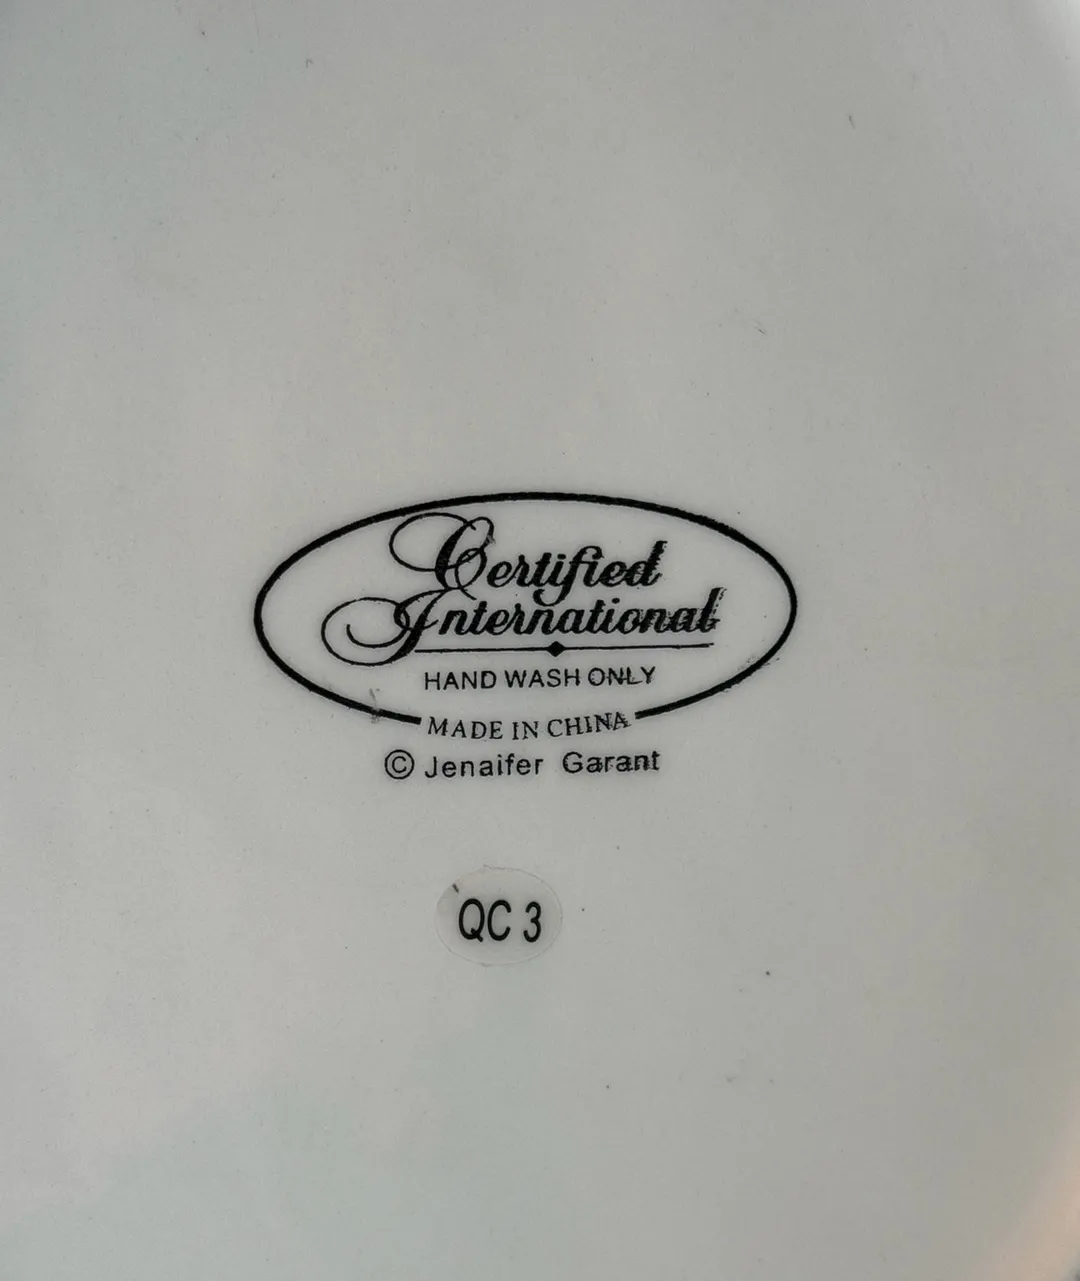 Certified
International
HAND WASH ONLY
MADE IN CHINA
© Jenaifer Garant
QC 3